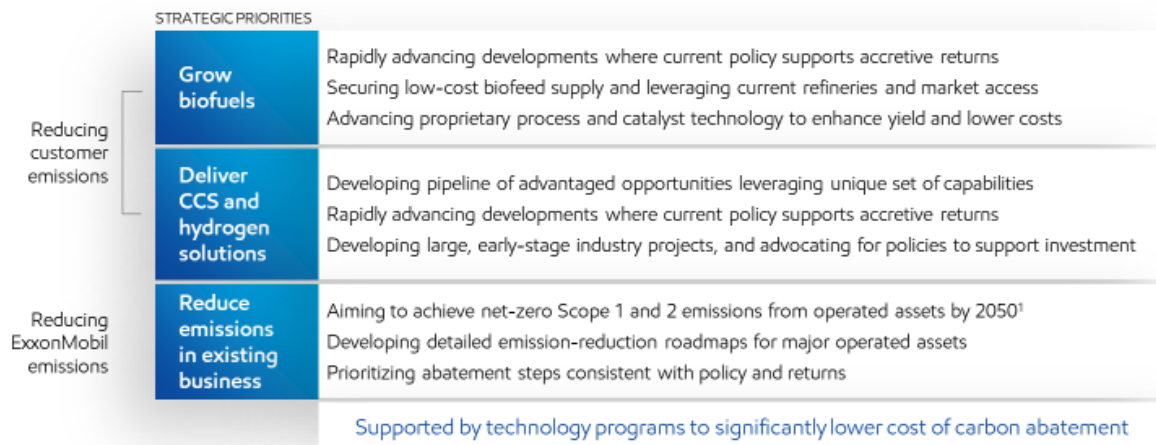 STRATEGIC PRIORITIES
Reducing
customer
emissions
Grow
biofuels
Rapidly advancing developments where current policy supports accretive returns
Securing low-cost biofeed supply and leveraging current refineries and market access
Advancing proprietary process and catalyst technology to enhance yield and lower costs
Deliver
CCS and
hydrogen
solutions
Developing pipeline of advantaged opportunities leveraging unique set of capabilities
Rapidly advancing developments where current policy supports accretive returns
Developing large, early-stage industry projects, and advocating for policies to support investment
Reducing
ExxonMobil
emissions
Reduce
emissions
in existing
business
Aiming to achieve net-zero Scope 1 and 2 emissions from operated assets by 2050¹
Developing detailed emission-reduction roadmaps for major operated assets
Prioritizing abatement steps consistent with policy and returns
Supported by technology programs to significantly lower cost of carbon abatement